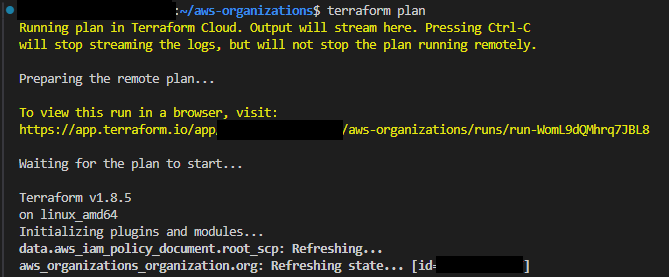 :~/aws-organizations$ terraform plan
Running plan in Terraform Cloud. Output will stream here. Pressing Ctrl-C
will stop streaming the logs, but will not stop the plan running remotely.
Preparing the remote plan...
To view this run in a browser, visit:
https://app.terraform.io/app/ /aws-organizations/runs/run-WomL9dQMhrq7JBL8
Waiting for the plan to start...
Terraform v1.8.5
on linux_amd64
Initializing plugins and modules...
data.aws_iam_policy_document.root_scp: Refreshing...
aws_organizations_organization.org: Refreshing state... [id= ]